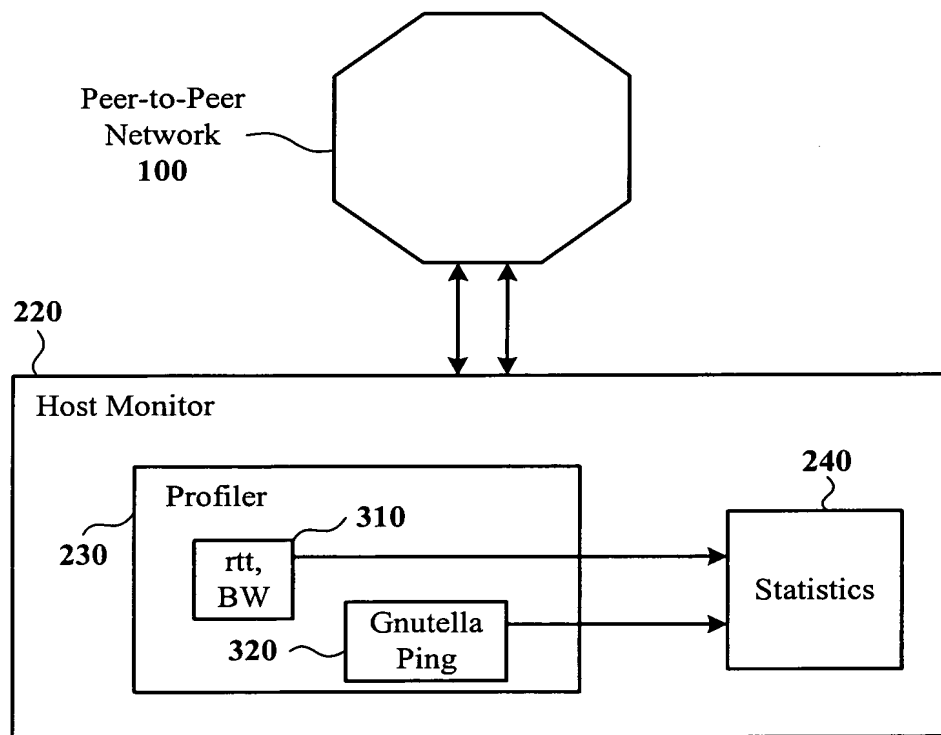 Peer-to-Peer
Network
100
220
Host Monitor
240
Profiler
310
230
rtt,
BW
Statistics
Gnutella
Ping
320